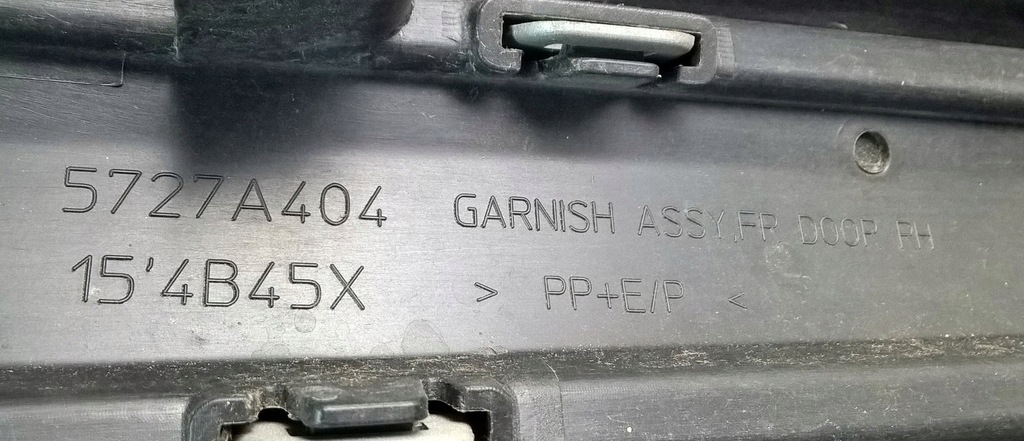 5727A404 GARNISH ASSY,FR DOOR RH
15'4B45X > PP+E/P <